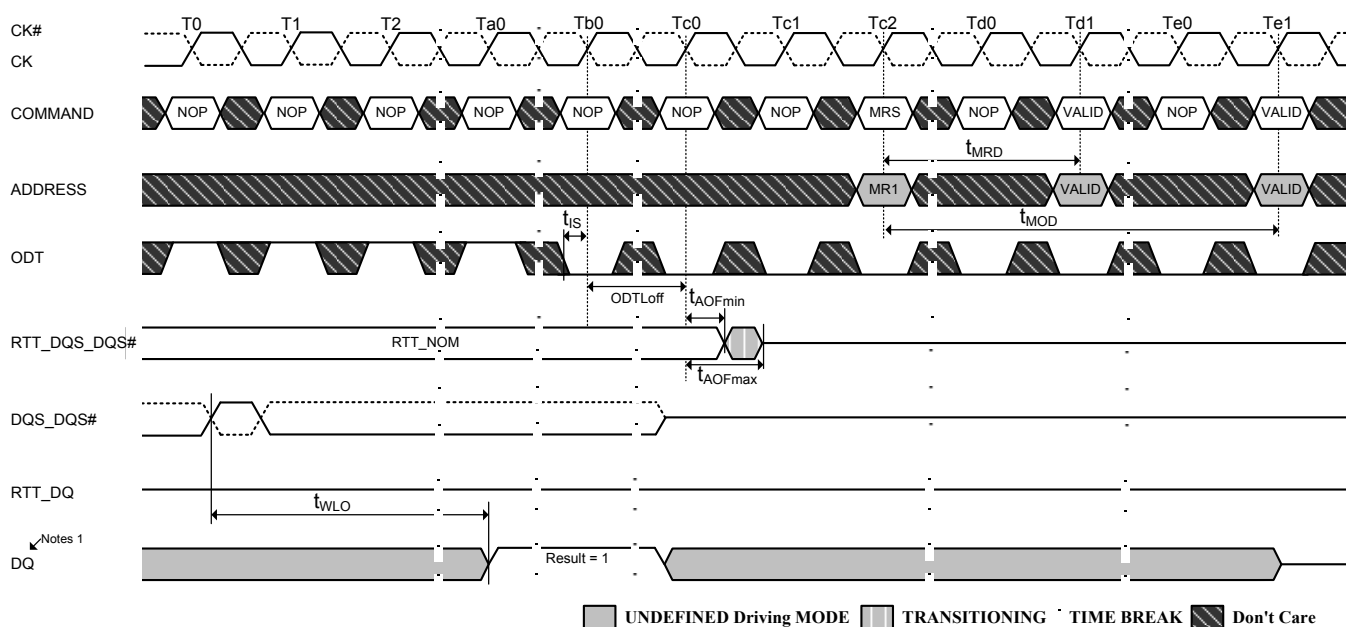 T0 T1 T2 Ta0 Tb0 Tc0 Tc1 Tc2 Td0 Td1 Te0 Te1
CK#
CK
COMMAND NOP NOP NOP NOP NOP NOP NOP MRS NOP VALID NOP VALID
tMRD
ADDRESS MR1 VALID VALID
tIS tMOD
ODT
ODTLoff tAOFmin
RTT_DQS_DQS# RTT_NOM
tAOFmax
DQS_DQS#
RTT_DQ
tWLO
Notes 1
DQ Result = 1
UNDEFINED Driving MODE TRANSITIONING TIME BREAK Don't Care